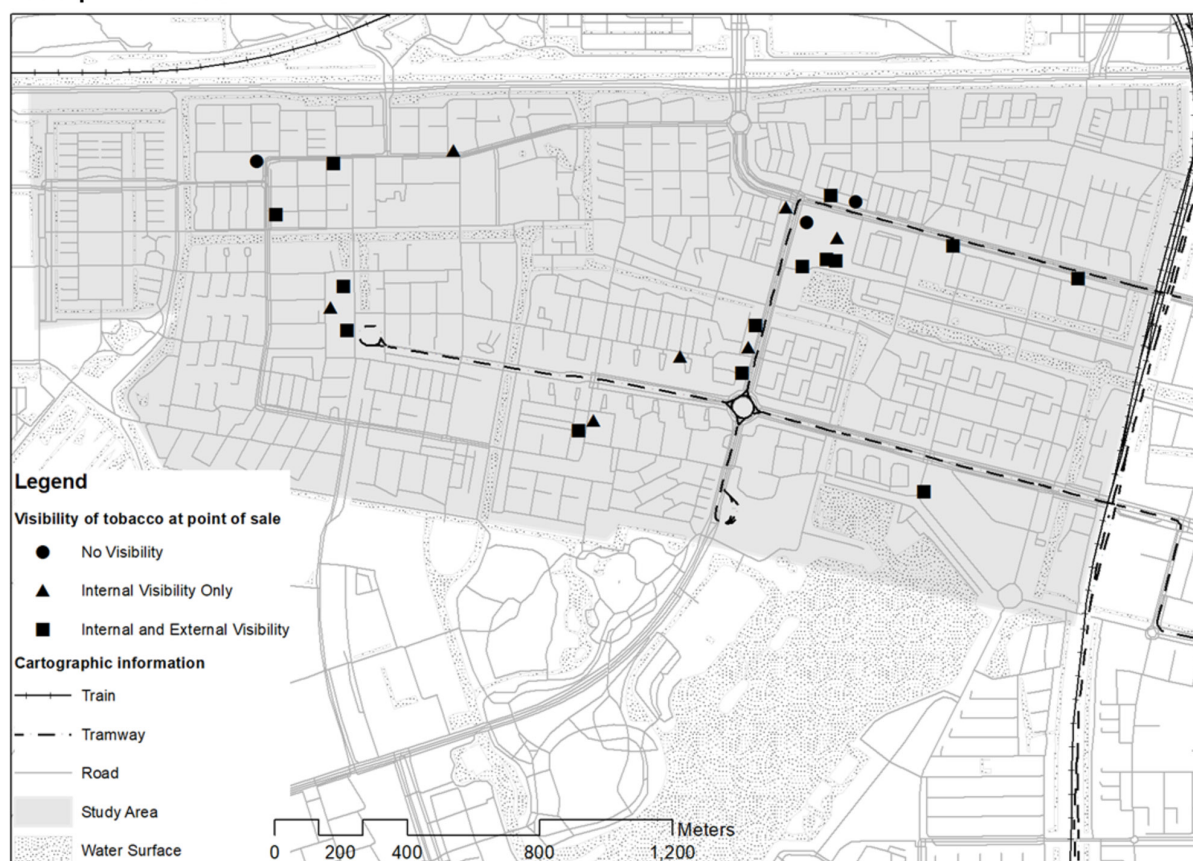 Legend
Visibility of tobacco at point of sale
No Visibility
Internal Visibility Only
Internal and External Visibility
Cartographic information
Train
Tramway
Road
Study Area
Water Surface
Meters
0 200 400 800 1,200